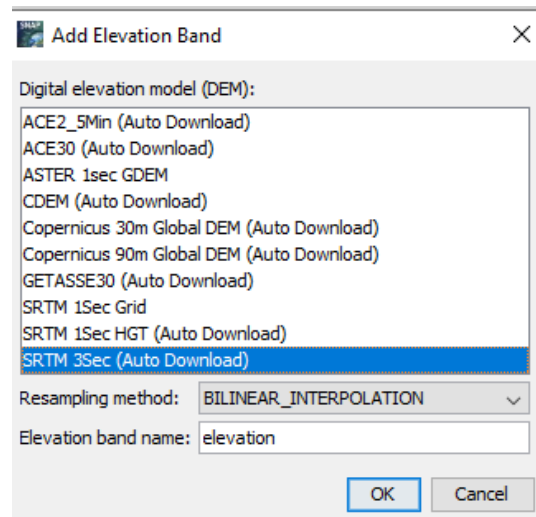 SNAP
Add Elevation Band
Digital elevation model (DEM):
ACE2_5Min (Auto Download)
ACE30 (Auto Download)
ASTER 1sec GDEM
CDEM (Auto Download)
Copernicus 30m Global DEM (Auto Download)
Copernicus 90m Global DEM (Auto Download)
GETASSE30 (Auto Download)
SRTM 1Sec Grid
SRTM 1Sec HGT (Auto Download)
SRTM 3Sec (Auto Download)
Resampling method: BILINEAR_INTERPOLATION
Elevation band name: elevation
OK Cancel